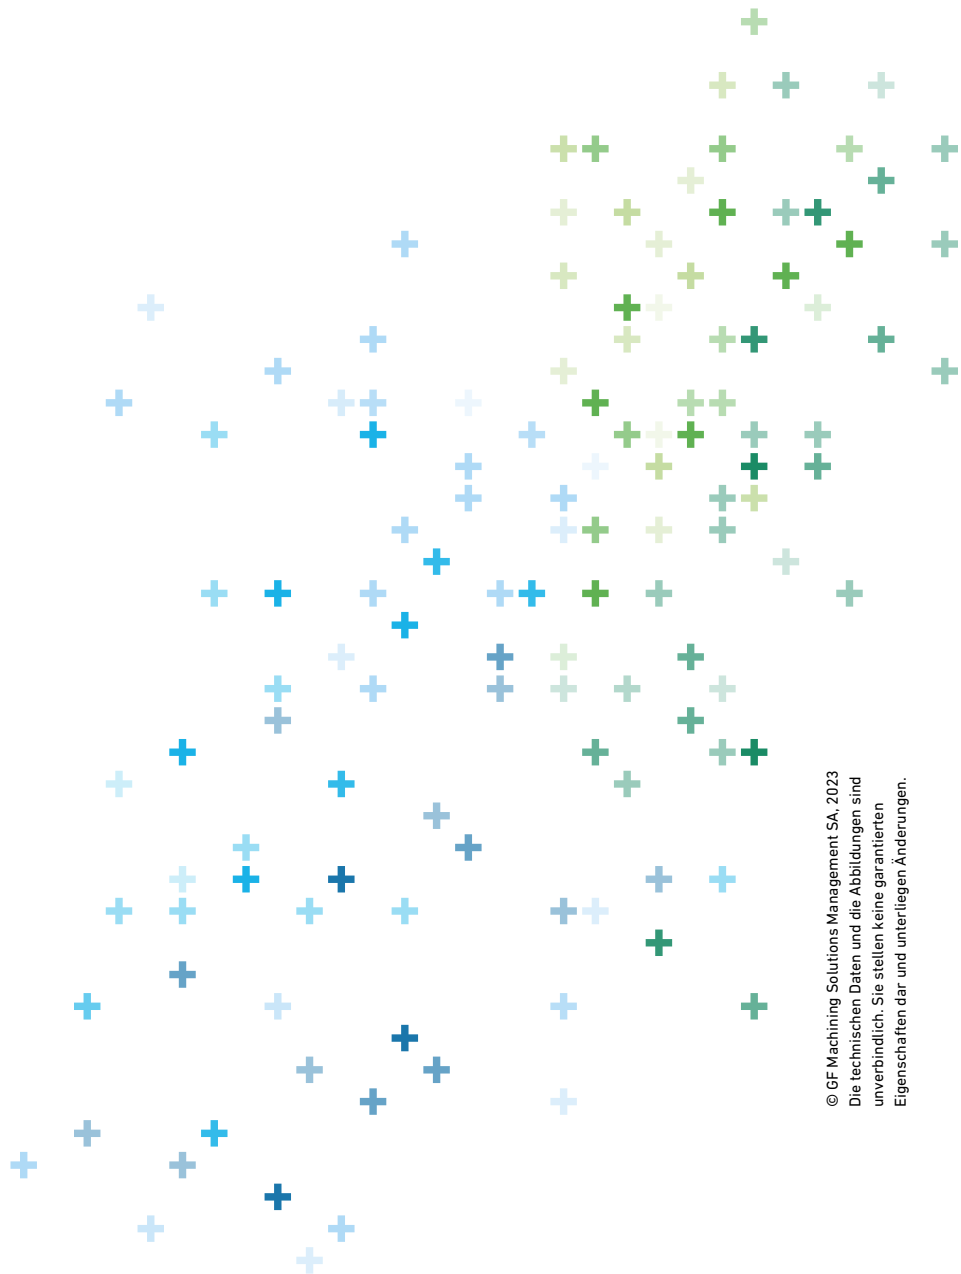 © GF Machining Solutions Management SA, 2023
Die technischen Daten und die Abbildungen sind
unverbindlich. Sie stellen keine garantierten
Eigenschaften dar und unterliegen Änderungen.